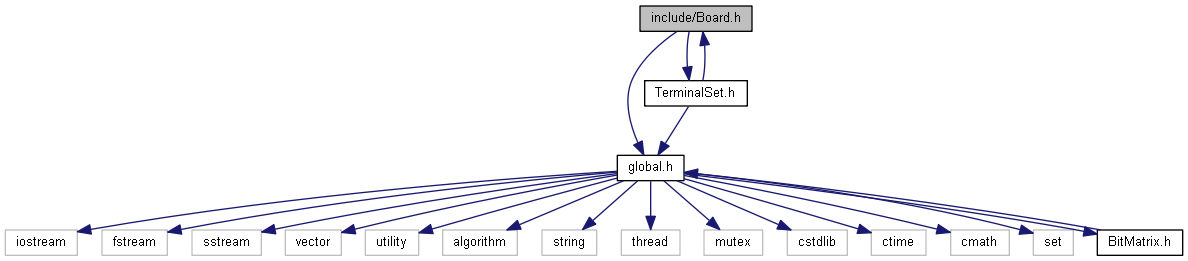 include/Board.h
TerminalSet.h
global.h
iostream
fstream
sstream
vector
utility
algorithm
string
thread
mutex
cstdlib
ctime
cmath
set
BitMatrix.h